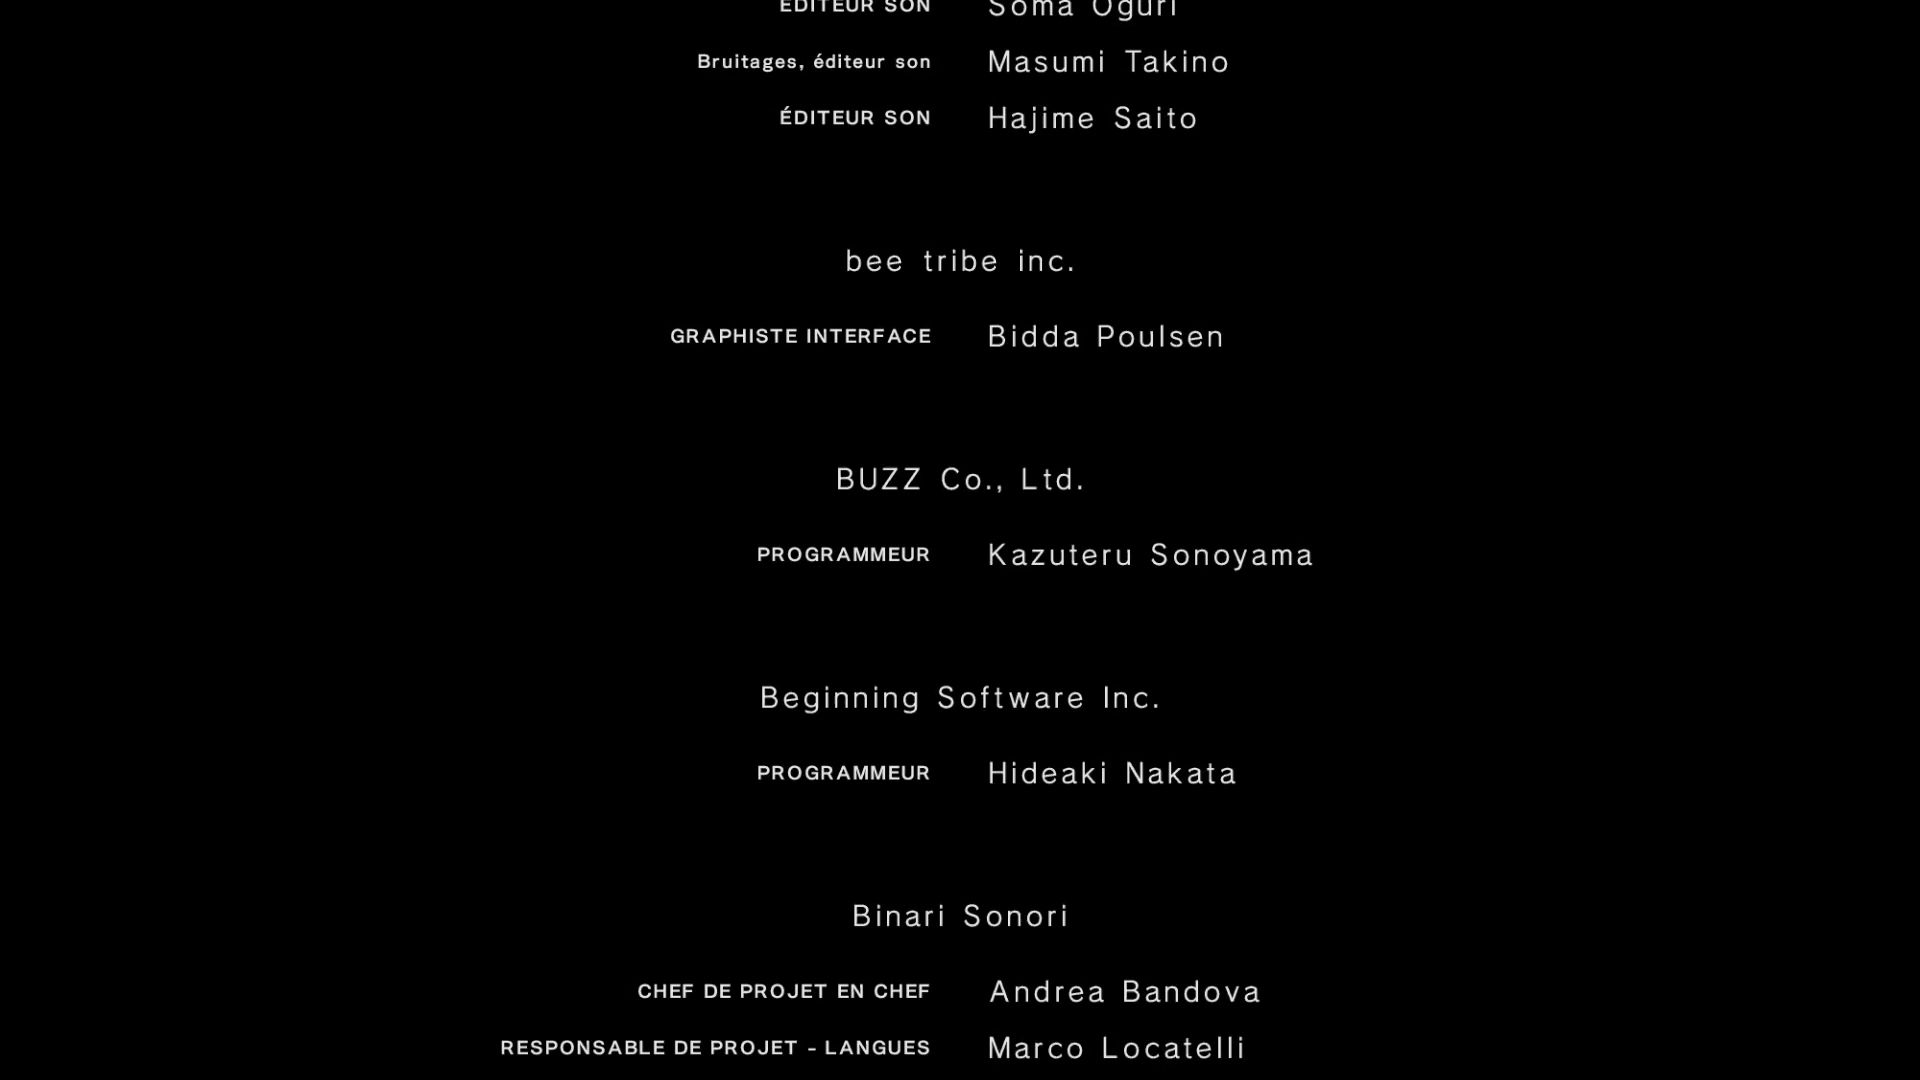 ÉDITEUR SON Soma Oguri
Bruitages, éditeur son Masumi Takino
ÉDITEUR SON Hajime Saito
bee tribe inc.
GRAPHISTE INTERFACE Bidda Poulsen
BUZZ Co., Ltd.
PROGRAMMEUR Kazuteru Sonoyama
Beginning Software Inc.
PROGRAMMEUR Hideaki Nakata
Binari Sonori
CHEF DE PROJET EN CHEF Andrea Bandova
RESPONSABLE DE PROJET - LANGUES Marco Locatelli